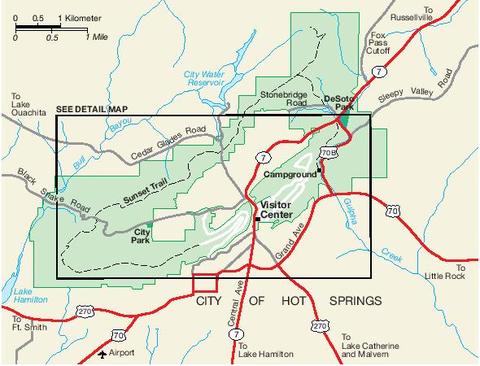 0 0.5 1 Kilometer
0 0.5 1 Mile
To
Russellville
Fox
Pass
Cutoff
7
City Water
Reservoir
Stonebridge
Road
DeSoto
Park
Sleepy Valley Road
To
Lake
Ouachita
SEE DETAIL MAP
Bull Bayou
Cedar Glades Road
7
70B
Campground
Black Snake Road
Sunset Trail
Visitor
Center
Gulpha Creek
70
City
Park
Grand Ave
To
Little Rock
Lake
Hamilton
CITY OF HOT SPRINGS
270
To
Ft. Smith
70
Central Ave
Airport
7
To
Lake Hamilton
270
To
Lake Catherine
and Malvern